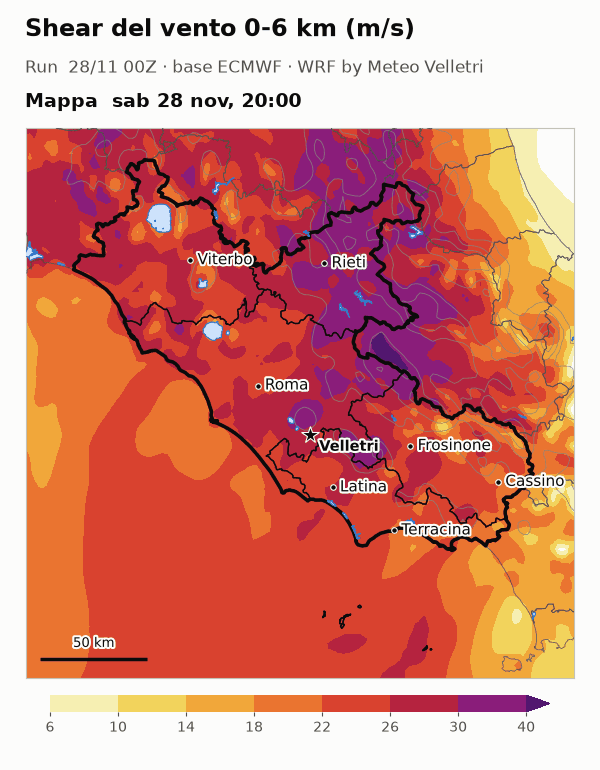 Shear del vento 0-6 km (m/s)
Run  28/11 00Z · base ECMWF · WRF by Meteo Velletri
Mappa  sab 28 nov, 20:00
Viterbo
Rieti
Roma
Velletri
Frosinone
Cassino
Latina
Terracina
50 km
6 10 14 18 22 26 30 40